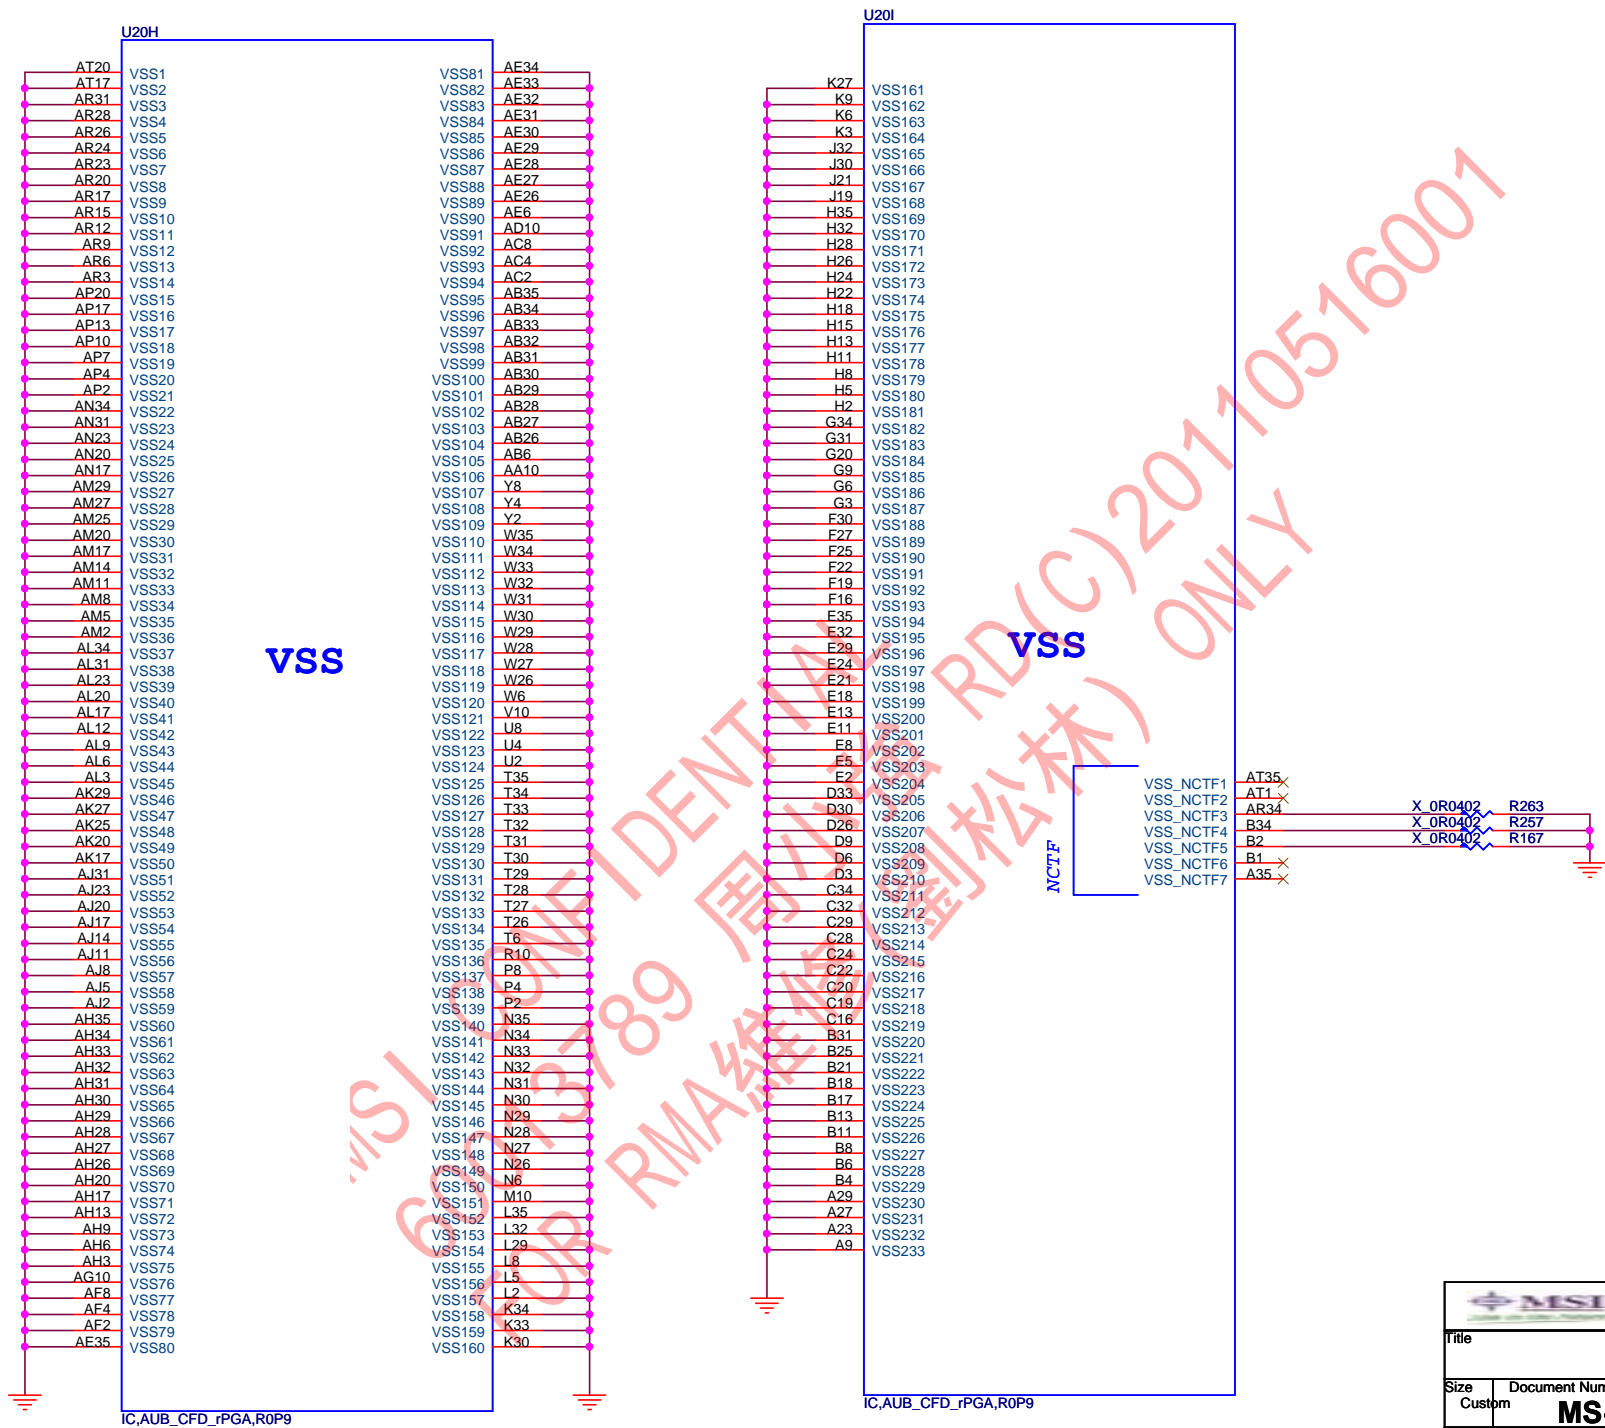 U20H
AT20 VSS1 VSS81 AE34
AT17 VSS2 VSS82 AE33
AR31 VSS3 VSS83 AE32
AR28 VSS4 VSS84 AE31
AR26 VSS5 VSS85 AE30
AR24 VSS6 VSS86 AE29
AR23 VSS7 VSS87 AE28
AR20 VSS8 VSS88 AE27
AR17 VSS9 VSS89 AE26
AR15 VSS10 VSS90 AE6
AR12 VSS11 VSS91 AD10
AR9 VSS12 VSS92 AC8
AR6 VSS13 VSS93 AC4
AR3 VSS14 VSS94 AC2
AP20 VSS15 VSS95 AB35
AP17 VSS16 VSS96 AB34
AP13 VSS17 VSS97 AB33
AP10 VSS18 VSS98 AB32
AP7 VSS19 VSS99 AB31
AP4 VSS20 VSS100 AB30
AP2 VSS21 VSS101 AB29
AN34 VSS22 VSS102 AB28
AN31 VSS23 VSS103 AB27
AN23 VSS24 VSS104 AB26
AN20 VSS25 VSS105 AB6
AN17 VSS26 VSS106 AA10
AM29 VSS27 VSS107 Y8
AM27 VSS28 VSS108 Y4
AM25 VSS29 VSS109 Y2
AM20 VSS30 VSS110 W35
AM17 VSS31 VSS111 W34
AM14 VSS32 VSS112 W33
AM11 VSS33 VSS113 W32
AM8 VSS34 VSS114 W31
AM5 VSS35 VSS115 W30
AM2 VSS36 VSS116 W29
AL34 VSS37 VSS117 W28
AL31 VSS38 VSS118 W27
AL23 VSS39 VSS119 W26
AL20 VSS40 VSS120 W6
AL17 VSS41 VSS121 V10
AL12 VSS42 VSS122 U8
AL9 VSS43 VSS123 U4
AL6 VSS44 VSS124 U2
AL3 VSS45 VSS125 T35
AK29 VSS46 VSS126 T34
AK27 VSS47 VSS127 T33
AK25 VSS48 VSS128 T32
AK20 VSS49 VSS129 T31
AK17 VSS50 VSS130 T30
AJ31 VSS51 VSS131 T29
AJ23 VSS52 VSS132 T28
AJ20 VSS53 VSS133 T27
AJ17 VSS54 VSS134 T26
AJ14 VSS55 VSS135 T6
AJ11 VSS56 VSS136 R10
AJ8 VSS57 VSS137 P8
AJ5 VSS58 VSS138 P4
AJ2 VSS59 VSS139 P2
AH35 VSS60 VSS140 N35
AH34 VSS61 VSS141 N34
AH33 VSS62 VSS142 N33
AH32 VSS63 VSS143 N32
AH31 VSS64 VSS144 N31
AH30 VSS65 VSS145 N30
AH29 VSS66 VSS146 N29
AH28 VSS67 VSS147 N28
AH27 VSS68 VSS148 N27
AH26 VSS69 VSS149 N26
AH20 VSS70 VSS150 N6
AH17 VSS71 VSS151 M10
AH13 VSS72 VSS152 L35
AH9 VSS73 VSS153 L32
AH6 VSS74 VSS154 L29
AH3 VSS75 VSS155 L8
AG10 VSS76 VSS156 L5
AF8 VSS77 VSS157 L2
AF4 VSS78 VSS158 K34
AF2 VSS79 VSS159 K33
AE35 VSS80 VSS160 K30
VSS
IC,AUB_CFD_rPGA,R0P9
U20I
K27 VSS161
K9 VSS162
K6 VSS163
K3 VSS164
J32 VSS165
J30 VSS166
J21 VSS167
J19 VSS168
H35 VSS169
H32 VSS170
H28 VSS171
H26 VSS172
H24 VSS173
H22 VSS174
H18 VSS175
H15 VSS176
H13 VSS177
H11 VSS178
H8 VSS179
H5 VSS180
H2 VSS181
G34 VSS182
G31 VSS183
G20 VSS184
G9 VSS185
G6 VSS186
G3 VSS187
F30 VSS188
F27 VSS189
F25 VSS190
F22 VSS191
F19 VSS192
F16 VSS193
E35 VSS194
E32 VSS195
E29 VSS196
E24 VSS197
E21 VSS198
E18 VSS199
E13 VSS200
E11 VSS201
E8 VSS202
E5 VSS203
E2 VSS204
D33 VSS205
D30 VSS206
D26 VSS207
D9 VSS208
D6 VSS209
D3 VSS210
C34 VSS211
C32 VSS212
C29 VSS213
C28 VSS214
C24 VSS215
C22 VSS216
C20 VSS217
C19 VSS218
C16 VSS219
B31 VSS220
B25 VSS221
B21 VSS222
B18 VSS223
B17 VSS224
B13 VSS225
B11 VSS226
B8 VSS227
B6 VSS228
B4 VSS229
A29 VSS230
A27 VSS231
A23 VSS232
A9 VSS233
VSS
NCTF
VSS_NCTF1 AT35
VSS_NCTF2 AT1
VSS_NCTF3 AR34 X_0R0402 R263
VSS_NCTF4 B34 X_0R0402 R257
VSS_NCTF5 B2 X_0R0402 R167
VSS_NCTF6 B1
VSS_NCTF7 A35
IC,AUB_CFD_rPGA,R0P9
MSI CONFIDENTIAL
60013789 周小強 RD(C)20110516001
FOR RMA維修(劉松林) ONLY
MSI
Title
Size Document Num
Custom MS-